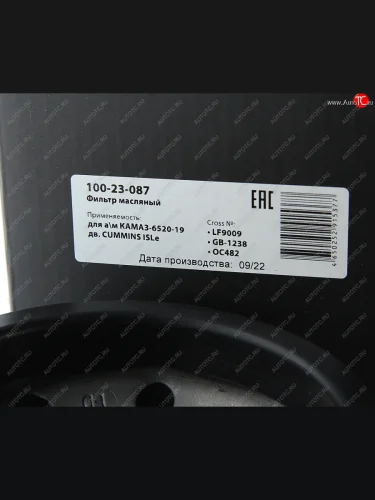 www.AutoTC.ru
100-23-087
Фильтр масляный
Применяемость:
для а\м КАМАЗ-6520-19
дв. CUMMINS ISLe
Cross №:
• LF9009
• GB-1238
• OC482
ЕАС
Дата производства: 09/22